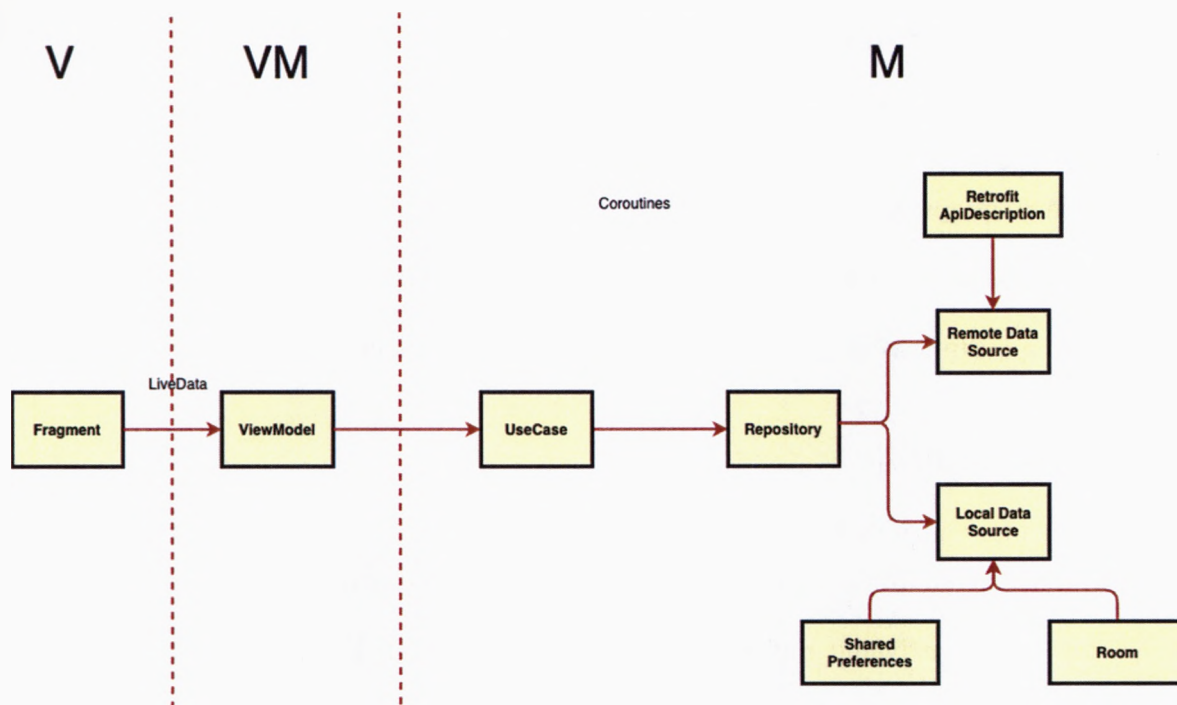 V
VM
M
Coroutines
Retrofit
ApiDescription
Remote Data
Source
LiveData
Fragment
ViewModel
UseCase
Repository
Local Data
Source
Shared
Preferences
Room